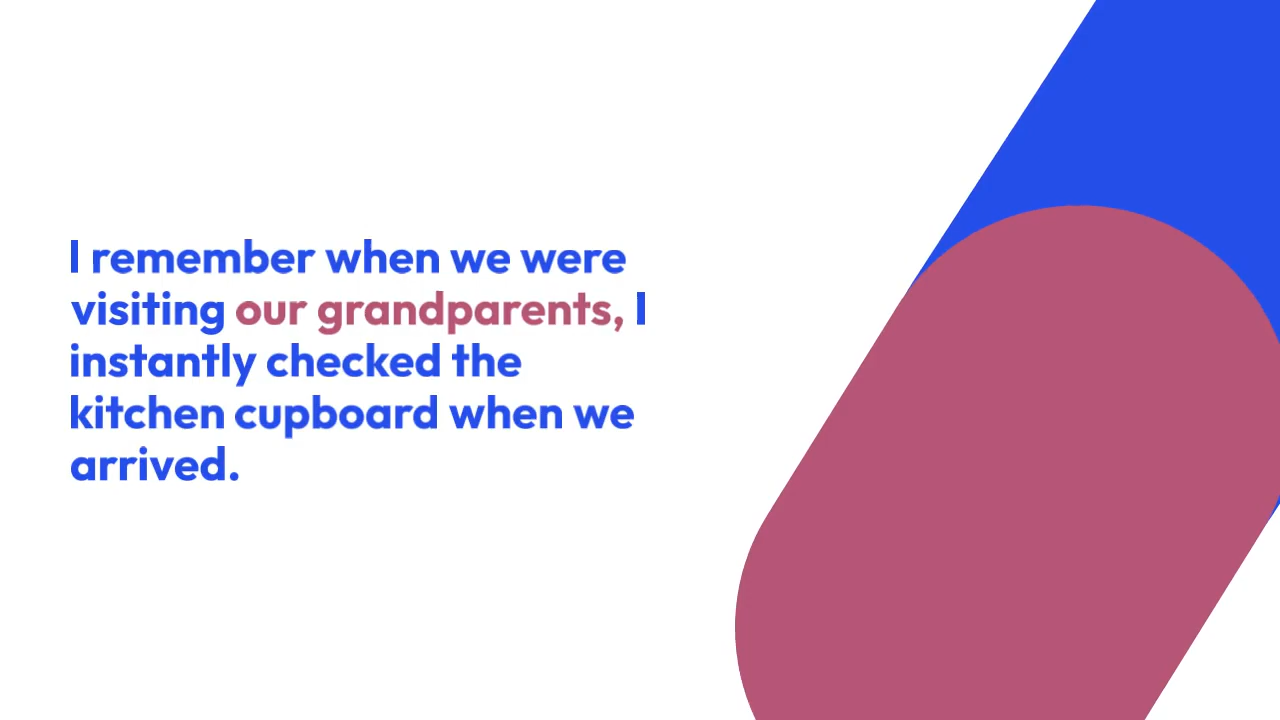 I remember when we were
visiting our grandparents, I
instantly checked the
kitchen cupboard when we
arrived.